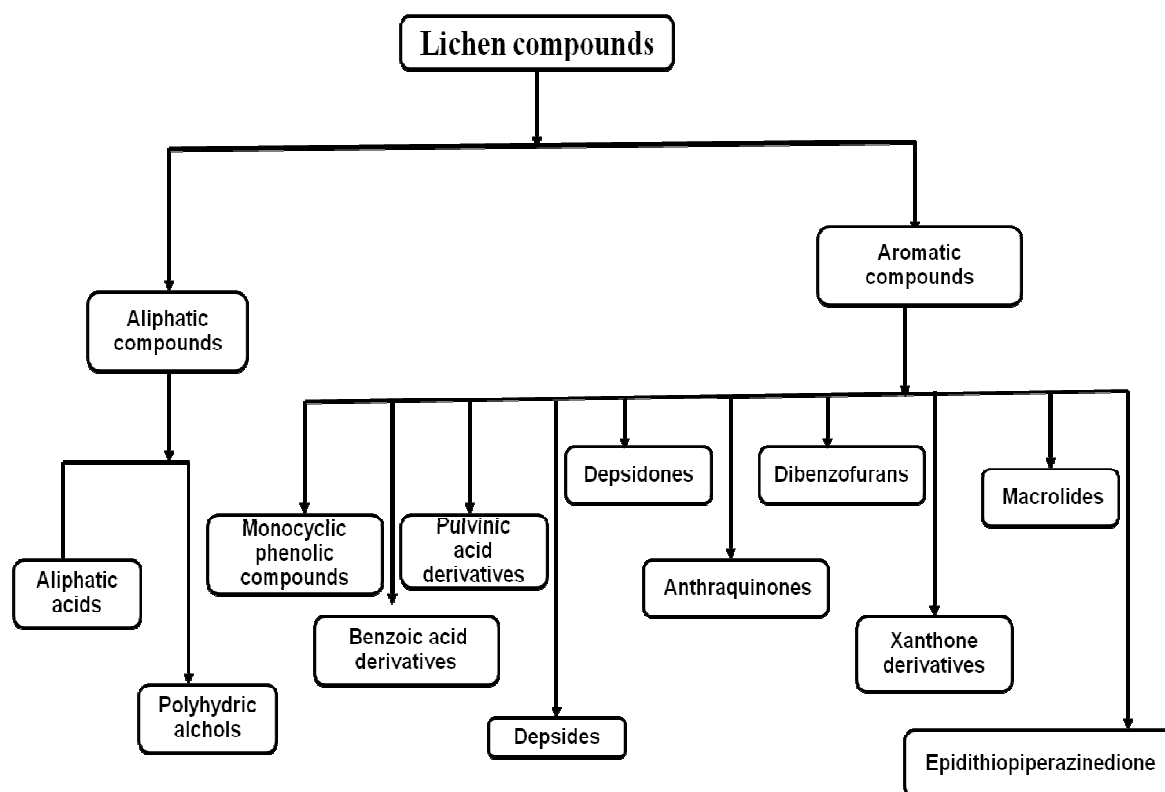 Lichen compounds
Aromatic
compounds
Aliphatic
compounds
Depsidones
Dibenzofurans
Macrolides
Monocyclic
phenolic
compounds
Pulvinic
acid
derivatives
Aliphatic
acids
Anthraquinones
Benzoic acid
derivatives
Xanthone
derivatives
Polyhydric
alchols
Depsides
Epidithiopiperazinedione